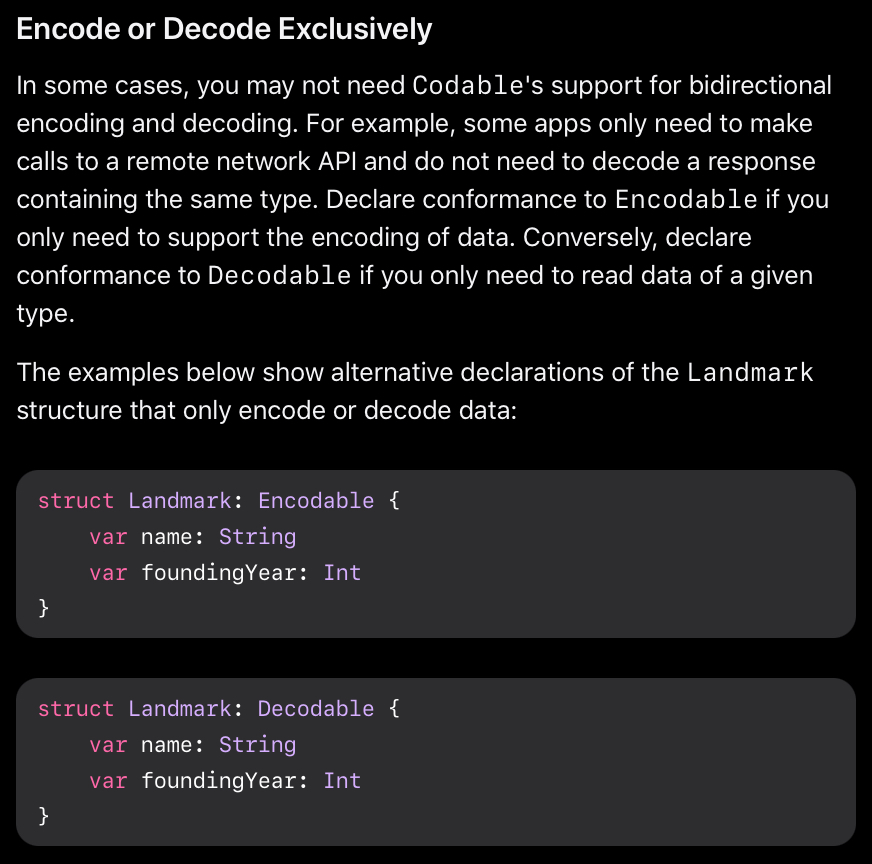 Encode or Decode Exclusively
In some cases, you may not need Codable's support for bidirectional
encoding and decoding. For example, some apps only need to make
calls to a remote network API and do not need to decode a response
containing the same type. Declare conformance to Encodable if you
only need to support the encoding of data. Conversely, declare
conformance to Decodable if you only need to read data of a given
type.
The examples below show alternative declarations of the Landmark
structure that only encode or decode data:
struct Landmark: Encodable {
    var name: String
    var foundingYear: Int
}
struct Landmark: Decodable {
    var name: String
    var foundingYear: Int
}